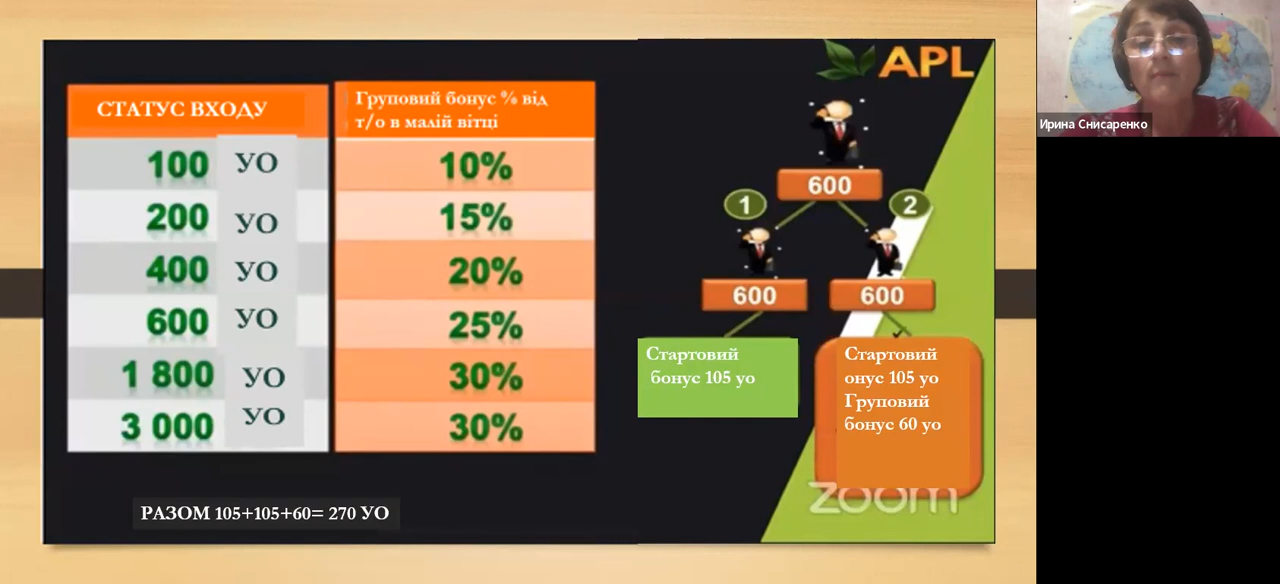 СТАТУС ВХОДУ
Груповий бонус % від
т/о в малій вітці
100 УО 10%
200 УО 15%
400 УО 20%
600 УО 25%
1 800 УО 30%
3 000 УО 30%
РАЗОМ 105+105+60= 270 УО
APL
600
1 2
600 600
Стартовий
бонус 105 уо
Стартовий
онус 105 уо
Груповий
бонус 60 уо
zoom
Ирина Снисаренко